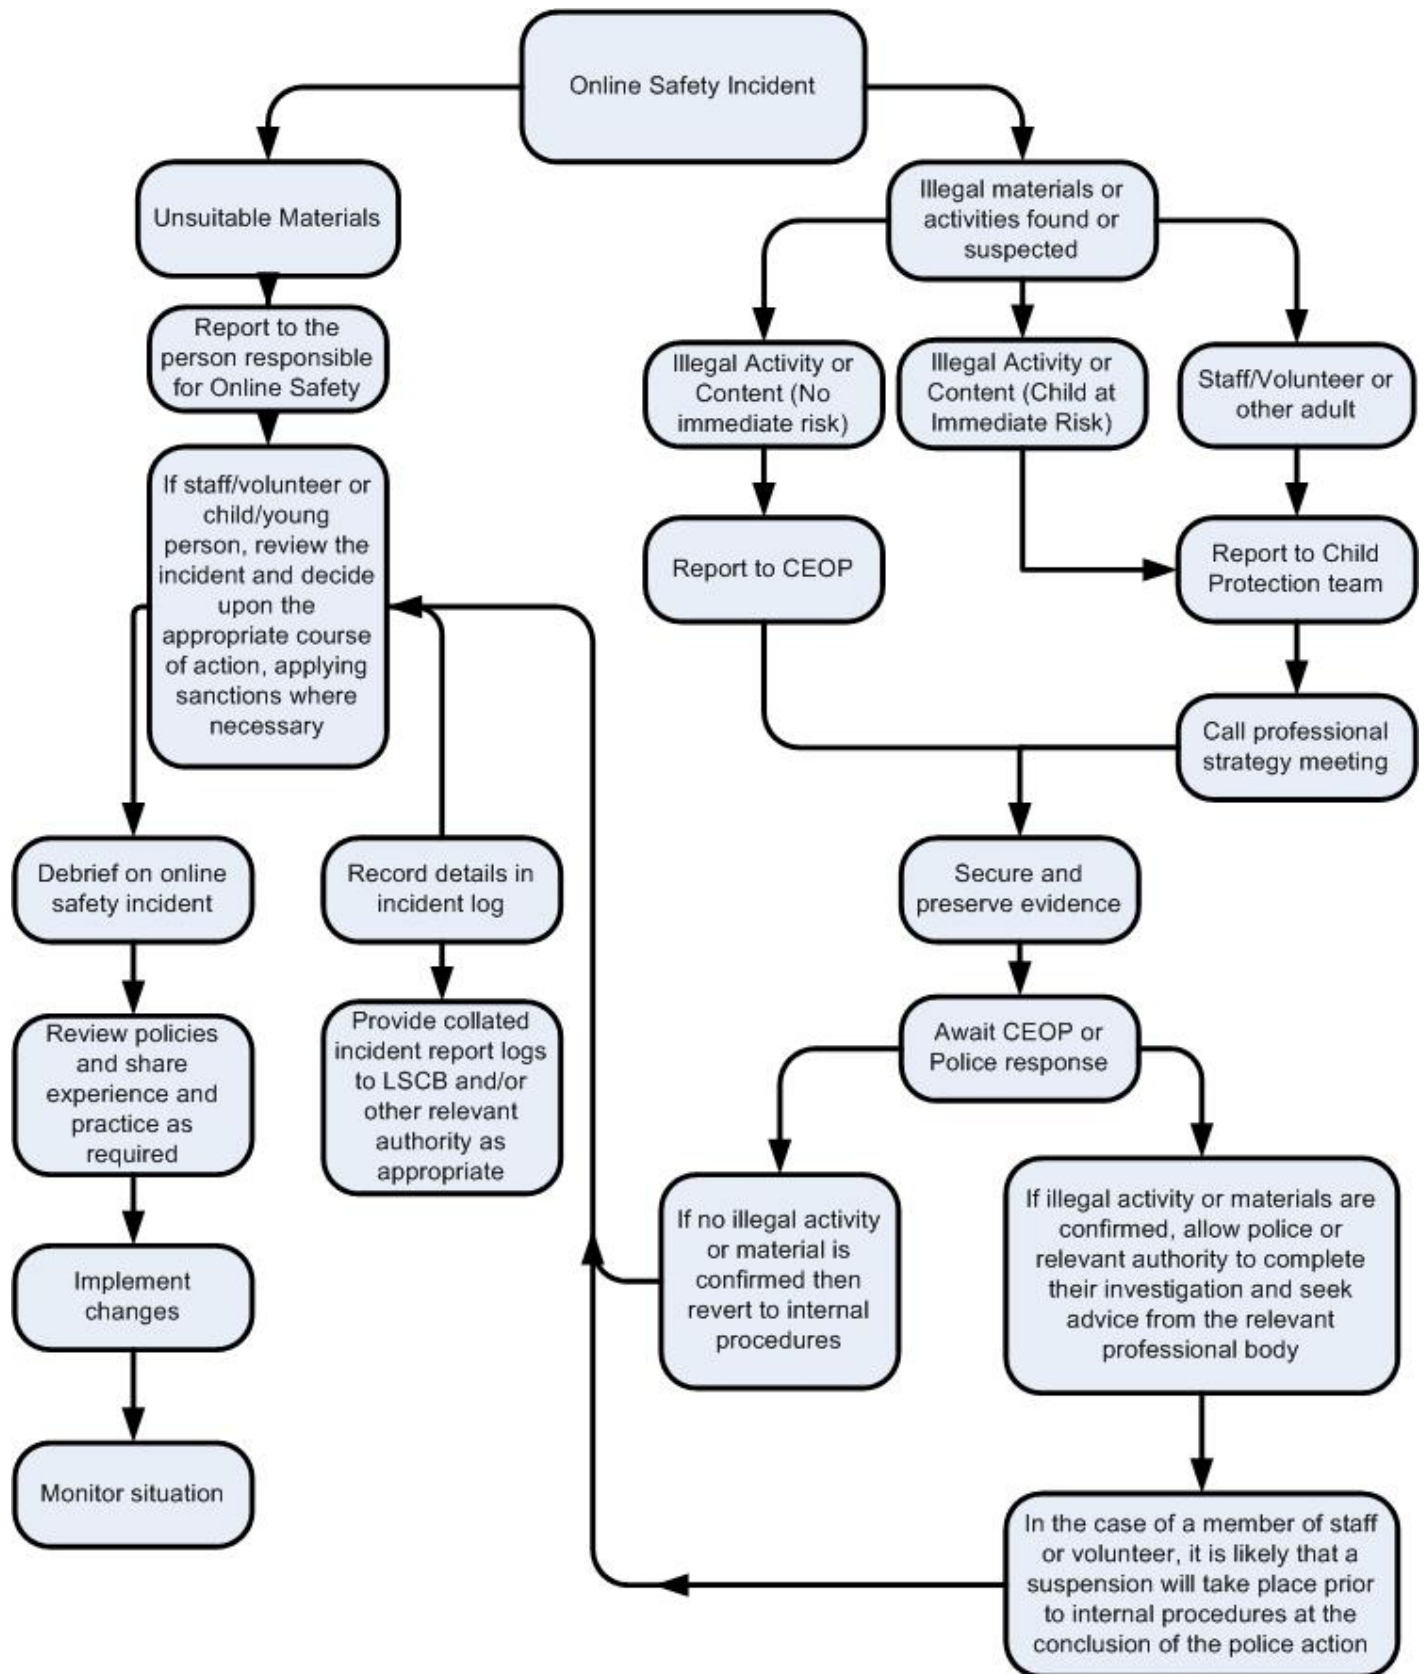 Online Safety Incident
Unsuitable Materials
Report to the
person responsible
for Online Safety
If staff/volunteer or
child/young
person, review the
incident and decide
upon the
appropriate course
of action, applying
sanctions where
necessary
Debrief on online
safety incident
Review policies
and share
experience and
practice as
required
Implement
changes
Monitor situation
Record details in
incident log
Provide collated
incident report logs
to LSCB and/or
other relevant
authority as
appropriate
Illegal materials or
activities found or
suspected
Illegal Activity or
Content (No
immediate risk)
Illegal Activity or
Content (Child at
Immediate Risk)
Staff/Volunteer or
other adult
Report to CEOP
Report to Child
Protection team
Call professional
strategy meeting
Secure and
preserve evidence
Await CEOP or
Police response
If no illegal activity
or material is
confirmed then
revert to internal
procedures
If illegal activity or materials are
confirmed, allow police or
relevant authority to complete
their investigation and seek
advice from the relevant
professional body
In the case of a member of staff
or volunteer, it is likely that a
suspension will take place prior
to internal procedures at the
conclusion of the police action